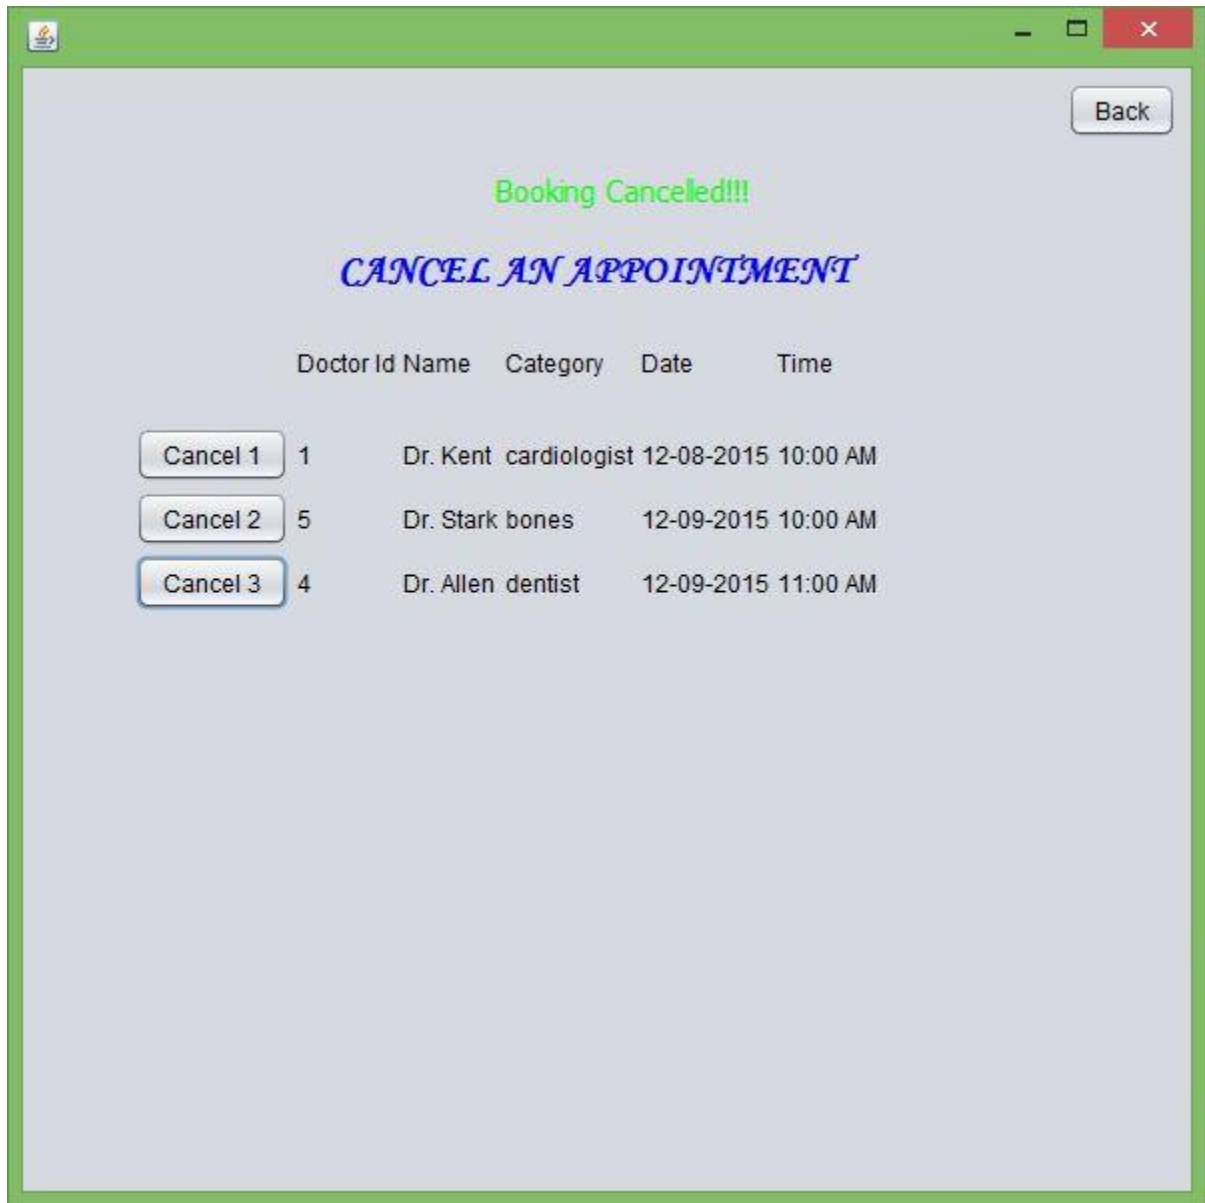 Back
Booking Cancelled!!!
CANCEL AN APPOINTMENT
Doctor Id Name Category Date Time
Cancel 1 1 Dr. Kent cardiologist 12-08-2015 10:00 AM
Cancel 2 5 Dr. Stark bones 12-09-2015 10:00 AM
Cancel 3 4 Dr. Allen dentist 12-09-2015 11:00 AM